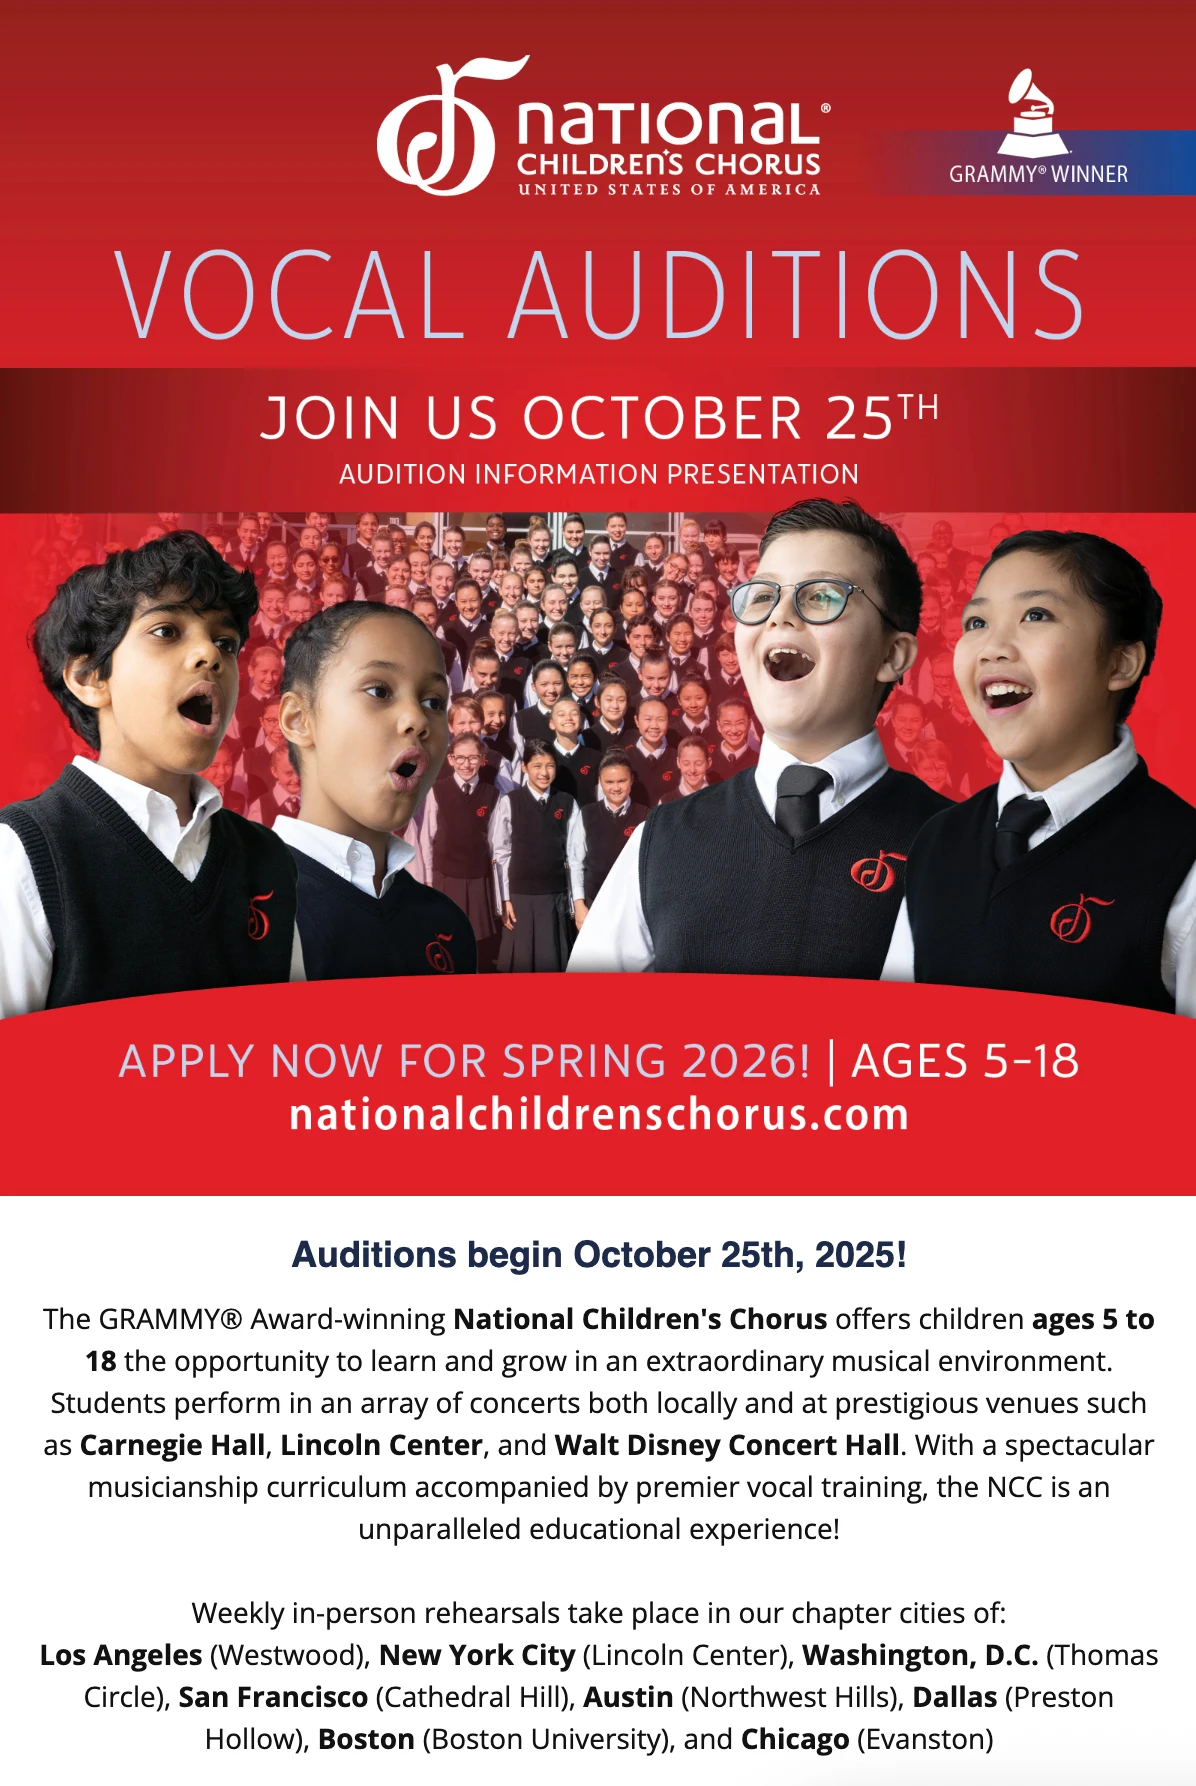 national®
CHILDREN'S CHORUS
UNITED STATES OF AMERICA
GRAMMY® WINNER
VOCAL AUDITIONS
JOIN US OCTOBER 25TH
AUDITION INFORMATION PRESENTATION
APPLY NOW FOR SPRING 2026! | AGES 5-18
nationalchildrenschorus.com
Auditions begin October 25th, 2025!
The GRAMMY® Award-winning National Children's Chorus offers children ages 5 to
18 the opportunity to learn and grow in an extraordinary musical environment.
Students perform in an array of concerts both locally and at prestigious venues such
as Carnegie Hall, Lincoln Center, and Walt Disney Concert Hall. With a spectacular
musicianship curriculum accompanied by premier vocal training, the NCC is an
unparalleled educational experience!
Weekly in-person rehearsals take place in our chapter cities of:
Los Angeles (Westwood), New York City (Lincoln Center), Washington, D.C. (Thomas
Circle), San Francisco (Cathedral Hill), Austin (Northwest Hills), Dallas (Preston
Hollow), Boston (Boston University), and Chicago (Evanston)